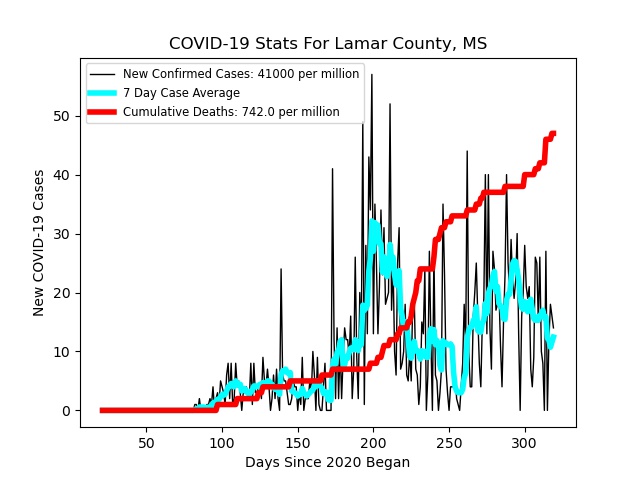 COVID-19 Stats For Lamar County, MS
New Confirmed Cases: 41000 per million
7 Day Case Average
Cumulative Deaths: 742.0 per million
New COVID-19 Cases
50
40
30
20
10
0
50 100 150 200 250 300
Days Since 2020 Began